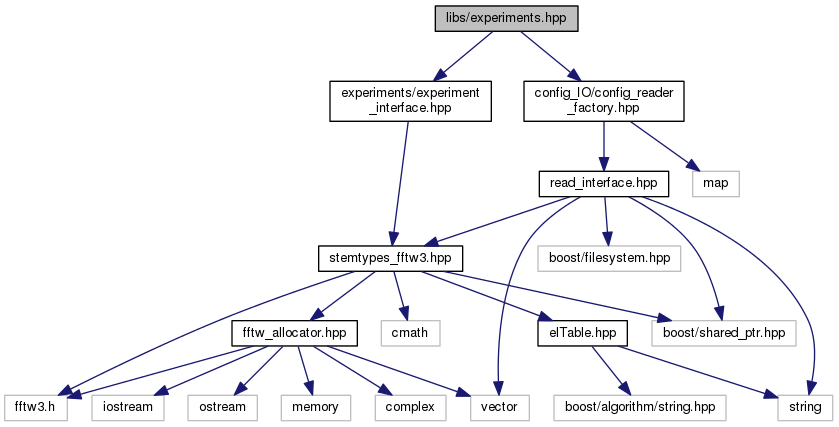 libs/experiments.hpp
experiments/experiment
_interface.hpp
config_IO/config_reader
_factory.hpp
read_interface.hpp
map
stemtypes_fftw3.hpp
boost/filesystem.hpp
fftw_allocator.hpp
cmath
elTable.hpp
boost/shared_ptr.hpp
fftw3.h
iostream
ostream
memory
complex
vector
boost/algorithm/string.hpp
string